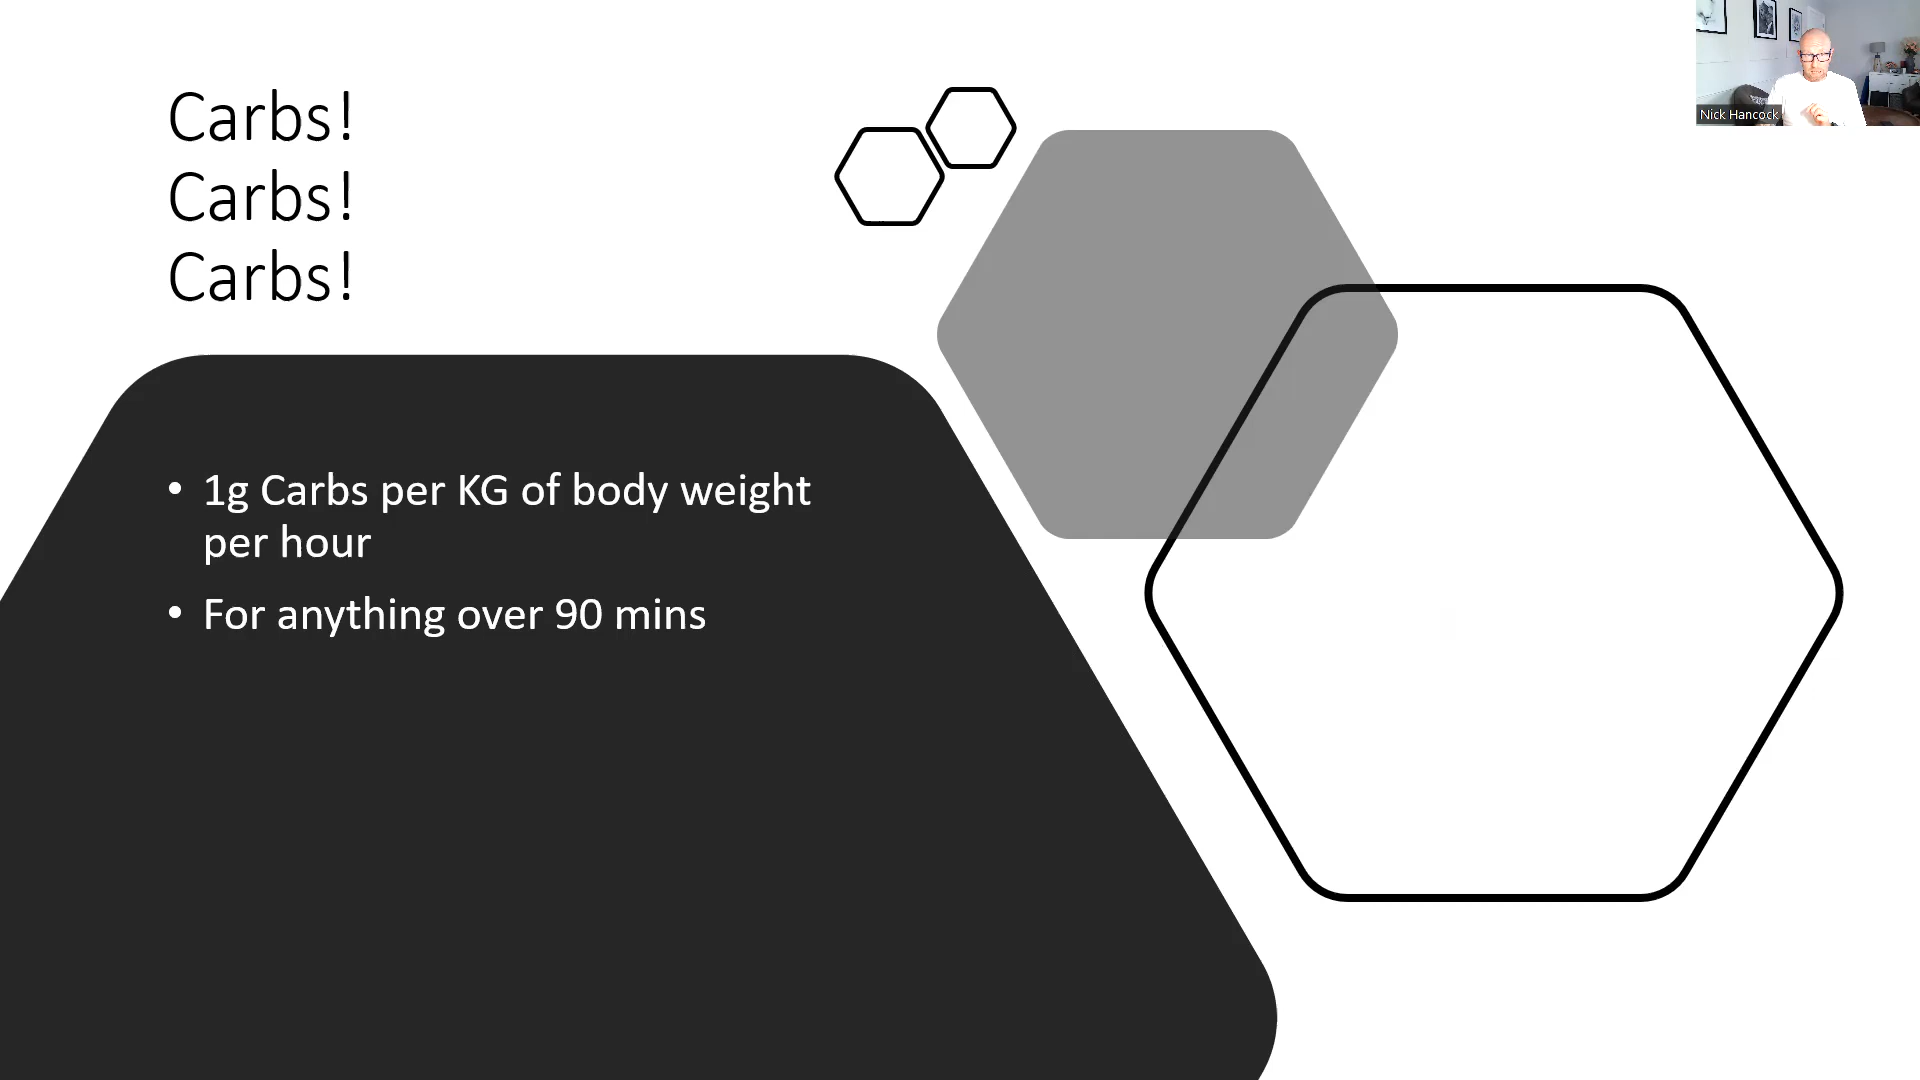 Carbs!
Carbs!
Carbs!
• 1g Carbs per KG of body weight
per hour
• For anything over 90 mins
Nick Hancock